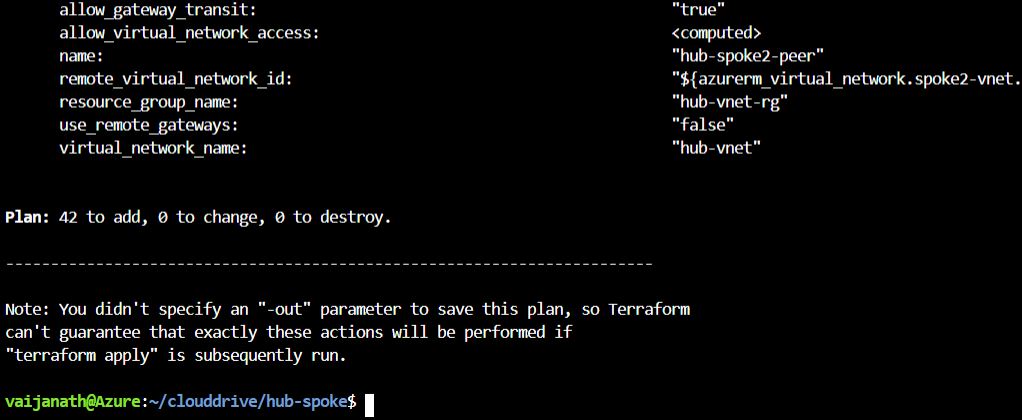 allow_gateway_transit: "true"
allow_virtual_network_access: <computed>
name: "hub-spoke2-peer"
remote_virtual_network_id: "${azurerm_virtual_network.spoke2-vnet.
resource_group_name: "hub-vnet-rg"
use_remote_gateways: "false"
virtual_network_name: "hub-vnet"
Plan: 42 to add, 0 to change, 0 to destroy.
------------------------------------------------------------------------
Note: You didn't specify an "-out" parameter to save this plan, so Terraform
can't guarantee that exactly these actions will be performed if
"terraform apply" is subsequently run.
vaijanath@Azure:~/clouddrive/hub-spoke$